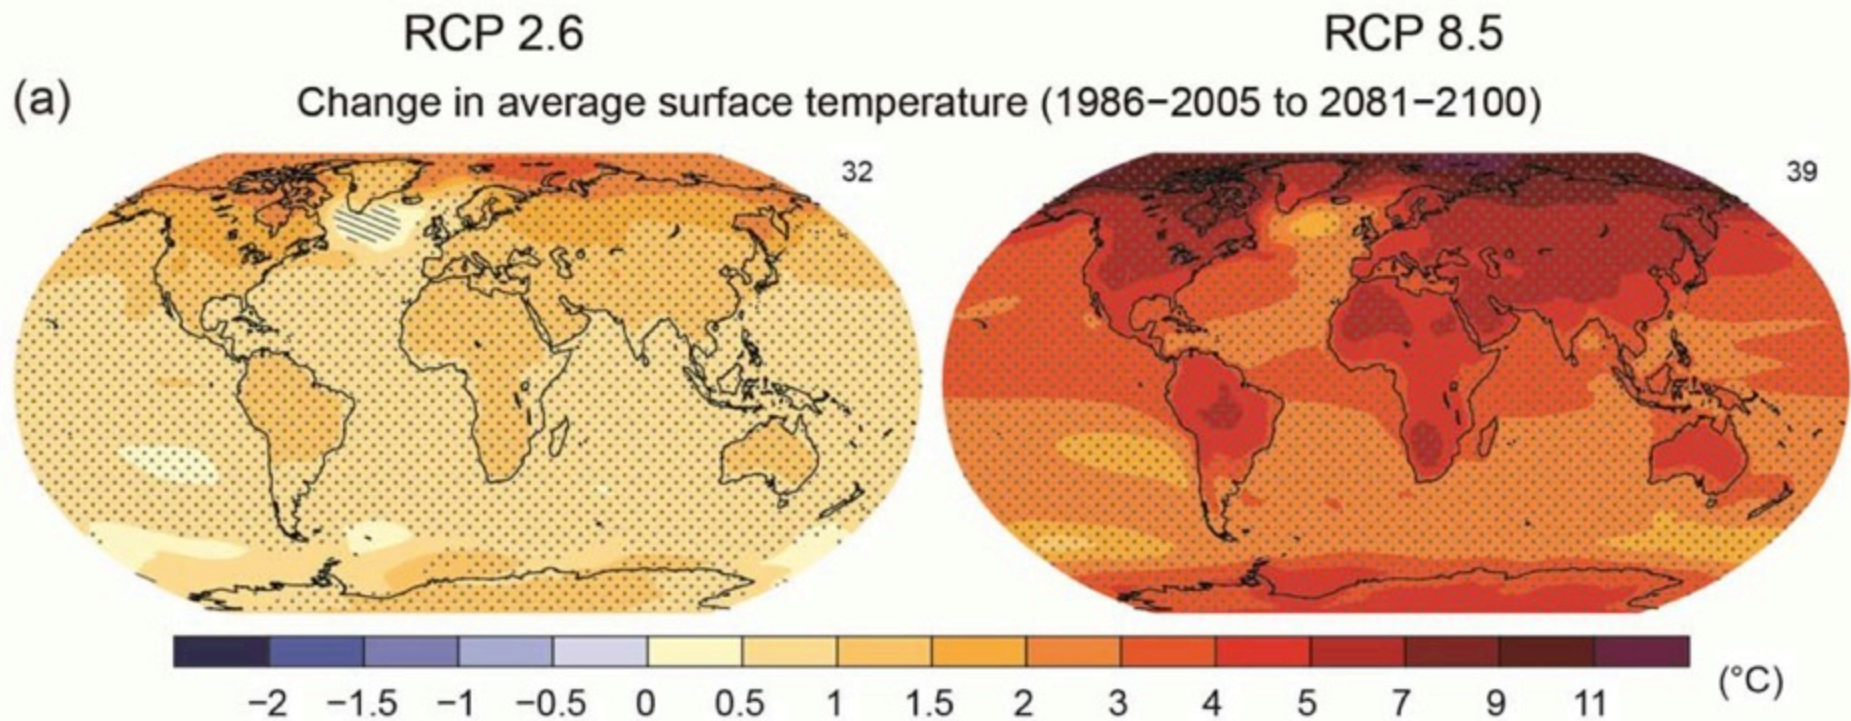 RCP 2.6 RCP 8.5
(a) Change in average surface temperature (1986−2005 to 2081−2100)
32 39
−2 −1.5 −1 −0.5 0 0.5 1 1.5 2 3 4 5 7 9 11 (°C)